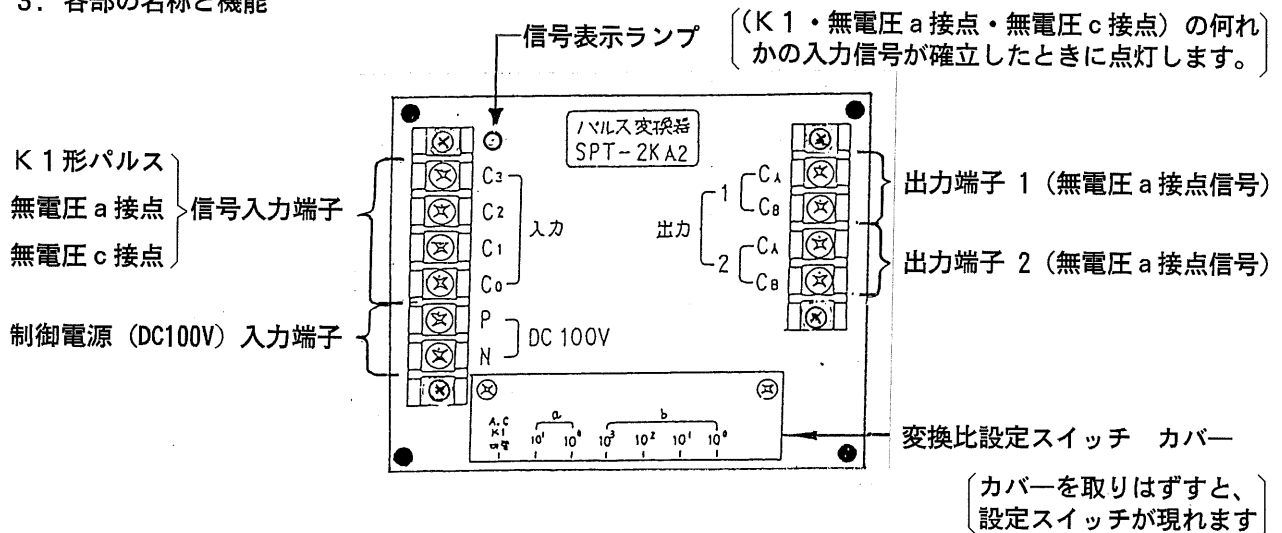 3．各部の名称と機能
信号表示ランプ
(K１・無電圧a接点・無電圧c接点）の何れ
かの入力信号が確立したときに点灯します。
パルス変換器
SPT-2KA2
K１形パルス
無電圧a接点
無電圧c接点
信号入力端子
制御電源（DC100V）入力端子
C3
C2
C1
C0
入力
P
N
DC 100V
出力
1
CA
CB
2
CA
CB
出力端子 1（無電圧a接点信号）
出力端子 2（無電圧a接点信号）
A.C
K1
a
10¹
10⁰
b
10³
10²
10¹
10⁰
変換比設定スイッチ　カバー
カバーを取りはずすと、
設定スイッチが現れます